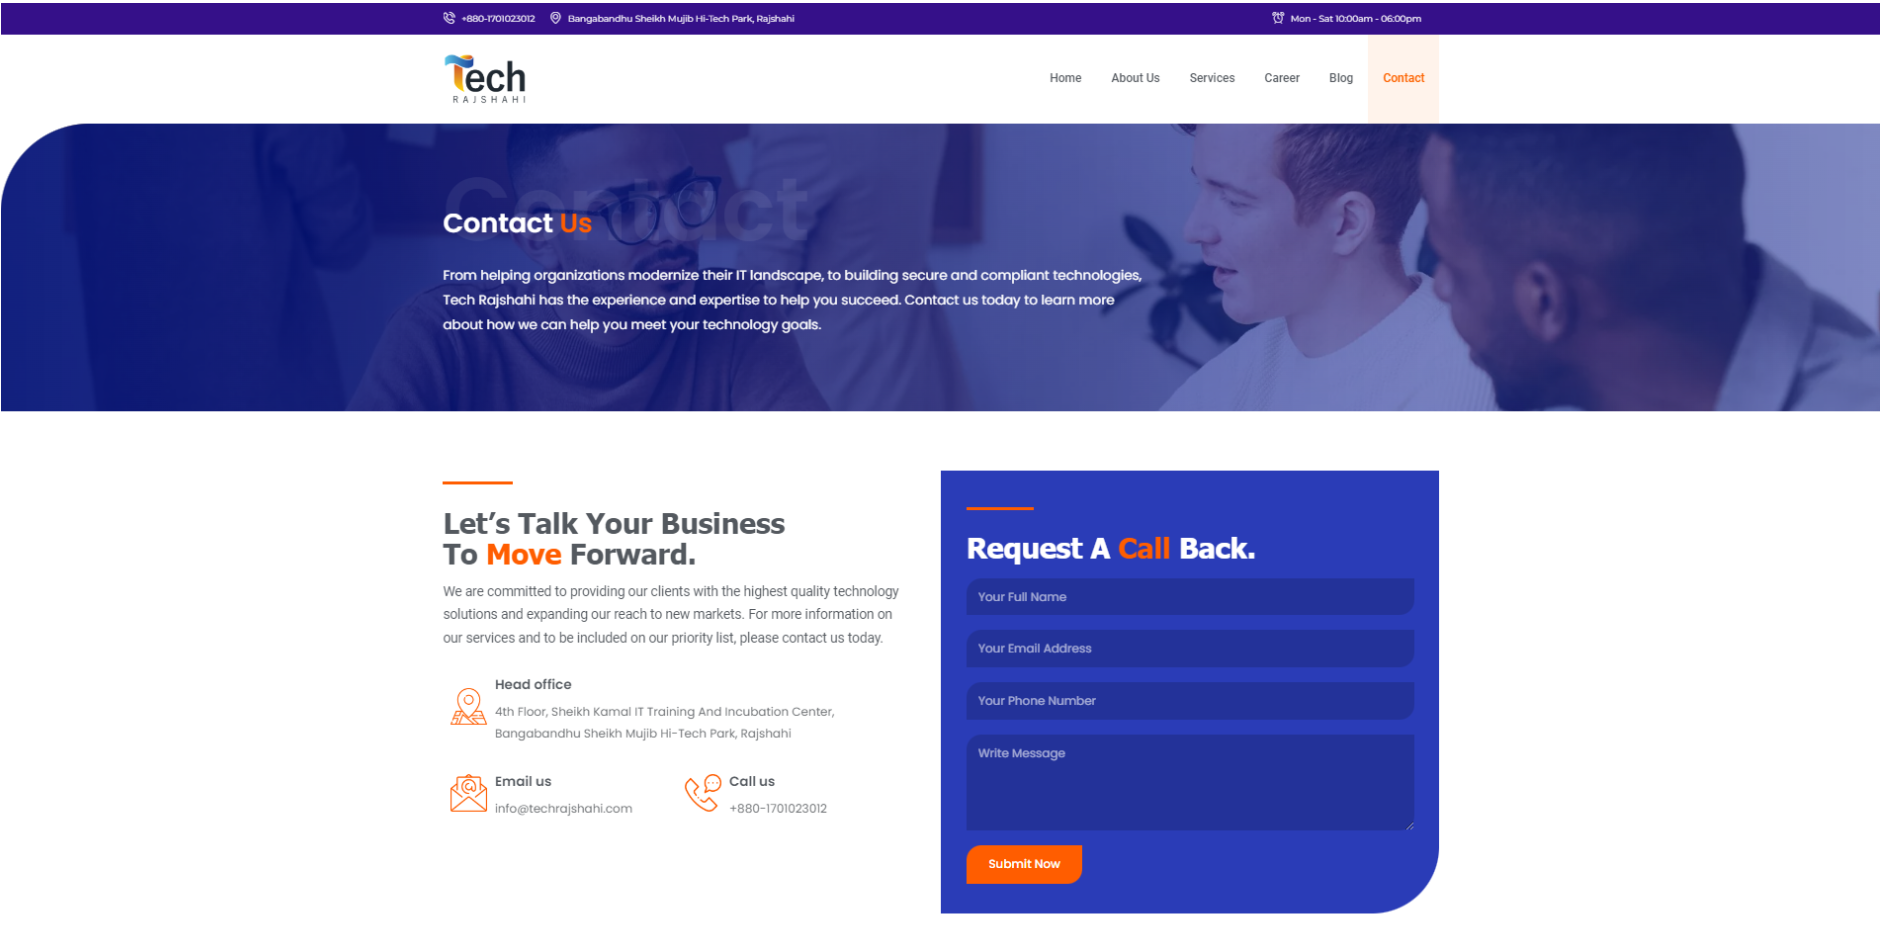 +880-1701023012 Bangabandhu Sheikh Mujib Hi-Tech Park, Rajshahi Mon - Sat 10:00am - 06:00pm
Tech
RAJSHAHI
Home About Us Services Career Blog Contact
Contact
Contact Us
From helping organizations modernize their IT landscape, to building secure and compliant technologies,
Tech Rajshahi has the experience and expertise to help you succeed. Contact us today to learn more
about how we can help you meet your technology goals.
Let's Talk Your Business
To Move Forward.
We are committed to providing our clients with the highest quality technology
solutions and expanding our reach to new markets. For more information on
our services and to be included on our priority list, please contact us today.
Head office
4th Floor, Sheikh Kamal IT Training And Incubation Center,
Bangabandhu Sheikh Mujib Hi-Tech Park, Rajshahi
Email us
info@techrajshahi.com
Call us
+880-1701023012
Request A Call Back.
Your Full Name
Your Email Address
Your Phone Number
Write Message
Submit Now